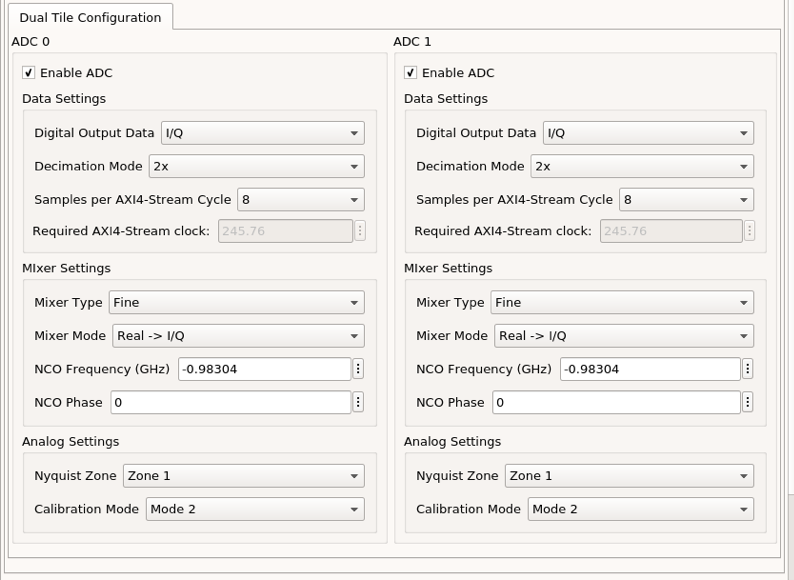 Dual Tile Configuration
ADC 0
Enable ADC
Data Settings
Digital Output Data I/Q
Decimation Mode 2x
Samples per AXI4-Stream Cycle 8
Required AXI4-Stream clock: 245.76
MIxer Settings
Mixer Type Fine
Mixer Mode Real -> I/Q
NCO Frequency (GHz) -0.98304
NCO Phase 0
Analog Settings
Nyquist Zone Zone 1
Calibration Mode Mode 2
ADC 1
Enable ADC
Data Settings
Digital Output Data I/Q
Decimation Mode 2x
Samples per AXI4-Stream Cycle 8
Required AXI4-Stream clock: 245.76
MIxer Settings
Mixer Type Fine
Mixer Mode Real -> I/Q
NCO Frequency (GHz) -0.98304
NCO Phase 0
Analog Settings
Nyquist Zone Zone 1
Calibration Mode Mode 2